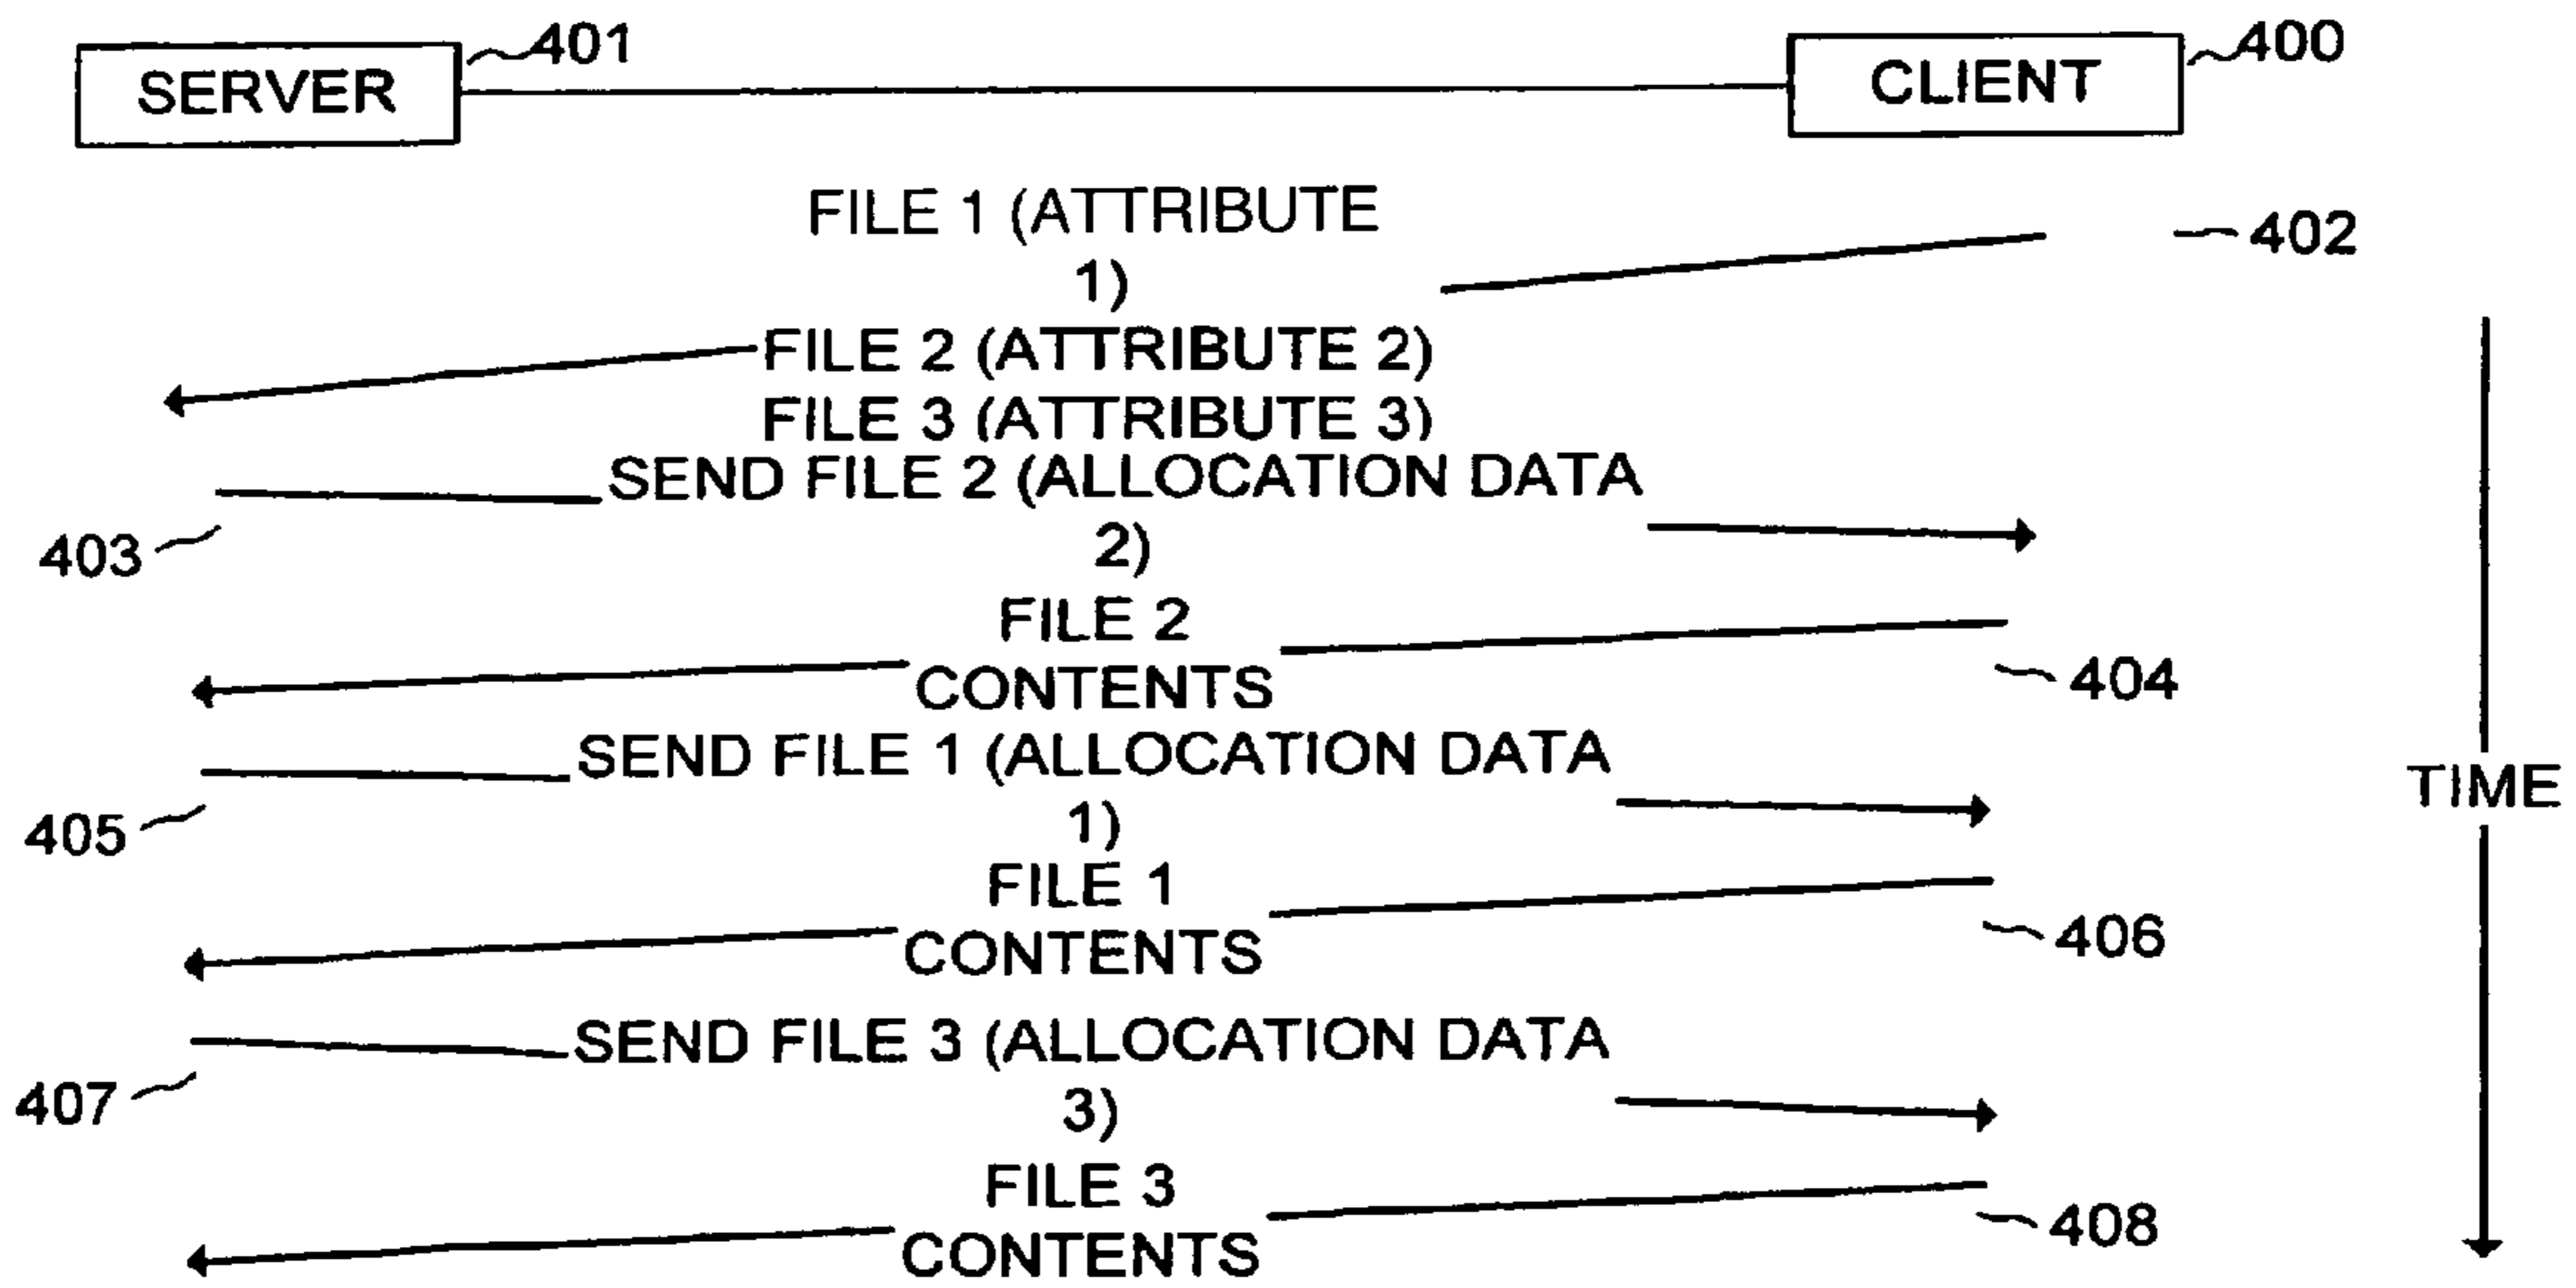 SERVER
401
CLIENT
400
FILE 1 (ATTRIBUTE
1)
402
FILE 2 (ATTRIBUTE 2)
FILE 3 (ATTRIBUTE 3)
SEND FILE 2 (ALLOCATION DATA
2)
403
FILE 2
CONTENTS
404
SEND FILE 1 (ALLOCATION DATA
1)
405
TIME
FILE 1
CONTENTS
406
SEND FILE 3 (ALLOCATION DATA
3)
407
FILE 3
CONTENTS
408